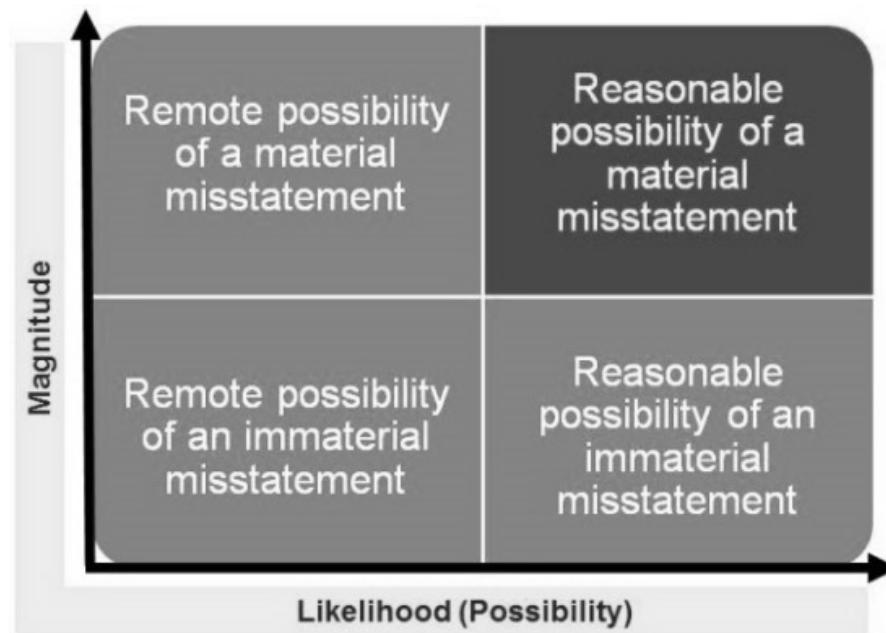 Magnitude
Remote possibility
of a material
misstatement
Reasonable
possibility of a
material
misstatement
Remote possibility
of an immaterial
misstatement
Reasonable
possibility of an
immaterial
misstatement
Likelihood (Possibility)